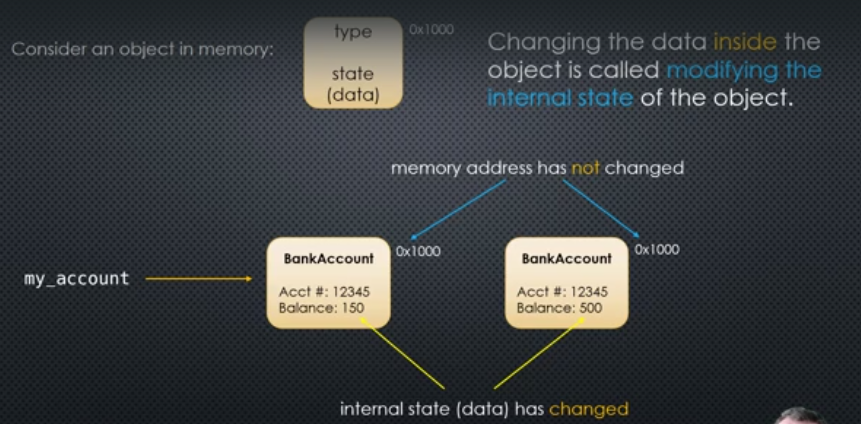 Consider an object in memory:
type
state
(data)
0x1000
Changing the data inside the
object is called modifying the
internal state of the object.
memory address has not changed
my_account
BankAccount
Acct #: 12345
Balance: 150
0x1000
BankAccount
Acct #: 12345
Balance: 500
0x1000
internal state (data) has changed